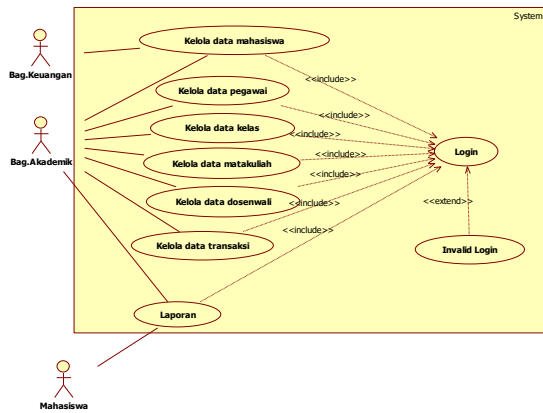 System
Kelola data mahasiswa
Bag.Keuangan
<<include>>
Kelola data pegawai
<<include>>
Kelola data kelas
<<include>>
Bag.Akademik
Kelola data matakuliah
<<include>>
Login
<<include>>
Kelola data dosenwali
<<extend>>
<<include>>
Kelola data transaksi
<<include>>
Invalid Login
Laporan
Mahasiswa